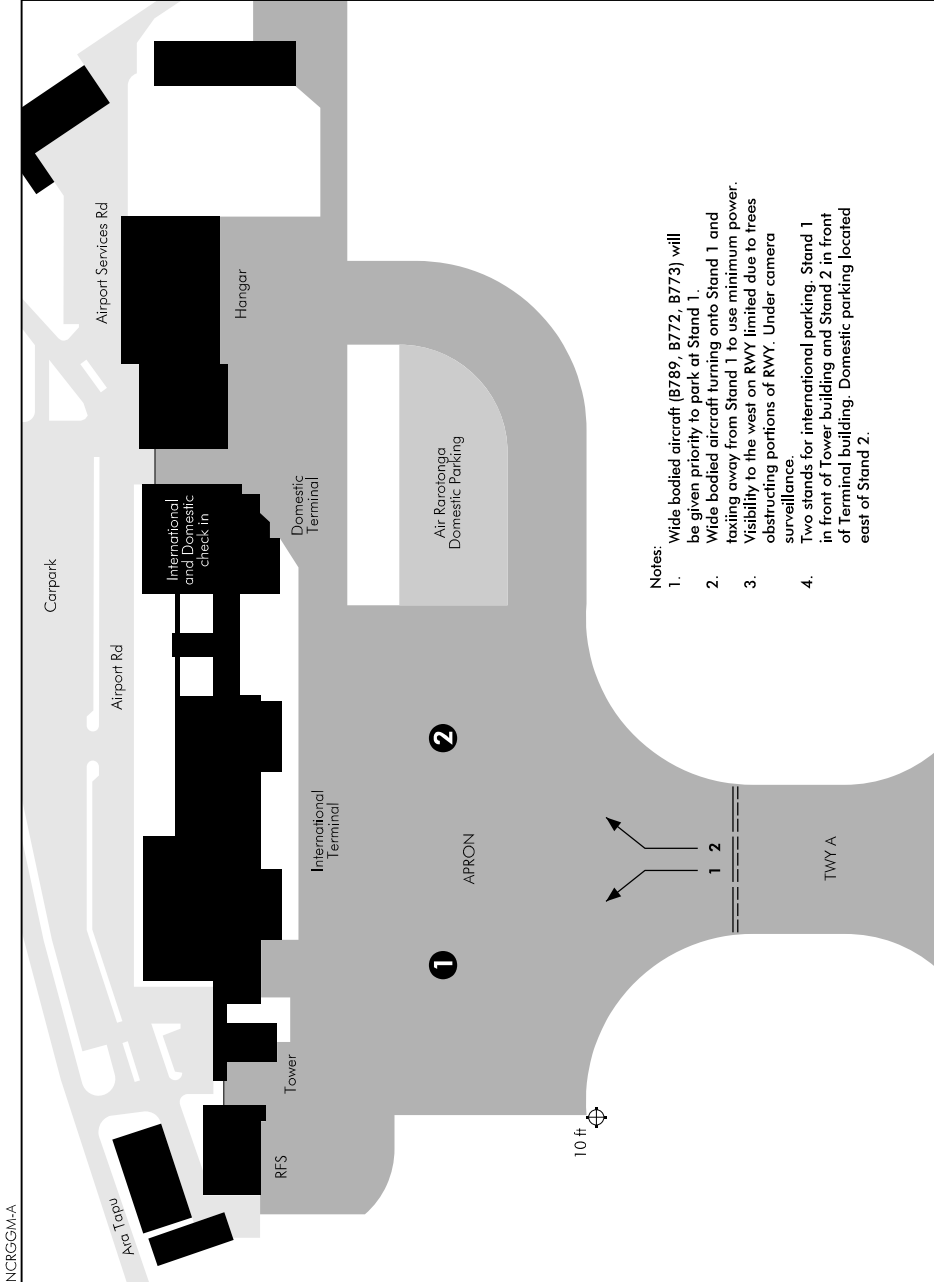 NCRGGM-A
Ara Tapu
Carpark
Airport Rd
Airport Services Rd
RFS
Tower
International
Terminal
International
and Domestic
check in
Domestic
Terminal
Hangar
1
2
Air Rarotonga
Domestic Parking
APRON
10 ft
1 2
TWY A
Notes:
1. Wide bodied aircraft (B789, B772, B773) will
be given priority to park at Stand 1.
2. Wide bodied aircraft turning onto Stand 1 and
taxiing away from Stand 1 to use minimum power.
3. Visibility to the west on RWY limited due to trees
obstructing portions of RWY. Under camera
surveillance.
4. Two stands for international parking. Stand 1
in front of Tower building and Stand 2 in front
of Terminal building. Domestic parking located
east of Stand 2.